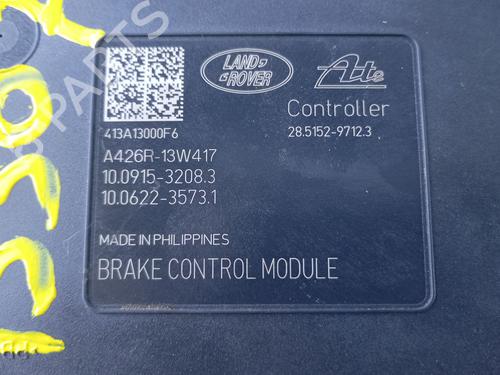 LAND
ROVER
Ate
413A13000F6
Controller
28.5152-9712.3
A426R-13W417
10.0915-3208.3
10.0622-3573.1
MADE IN PHILIPPINES
BRAKE CONTROL MODULE
PARTS